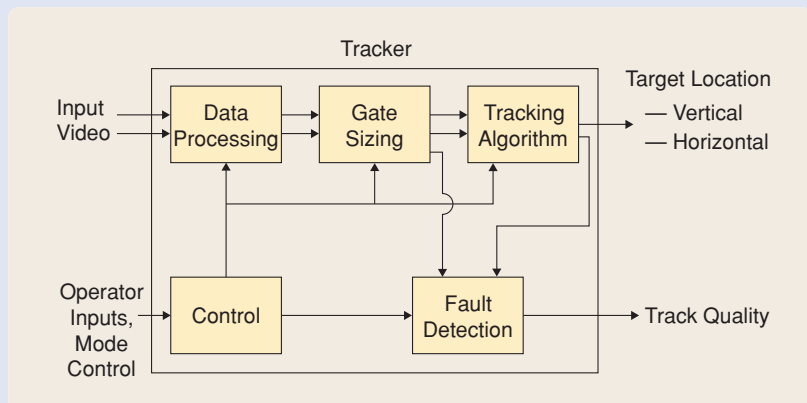 Tracker
Input
Video
Data
Processing
Gate
Sizing
Tracking
Algorithm
Target Location
— Vertical
— Horizontal
Operator
Inputs,
Mode
Control
Control
Fault
Detection
Track Quality